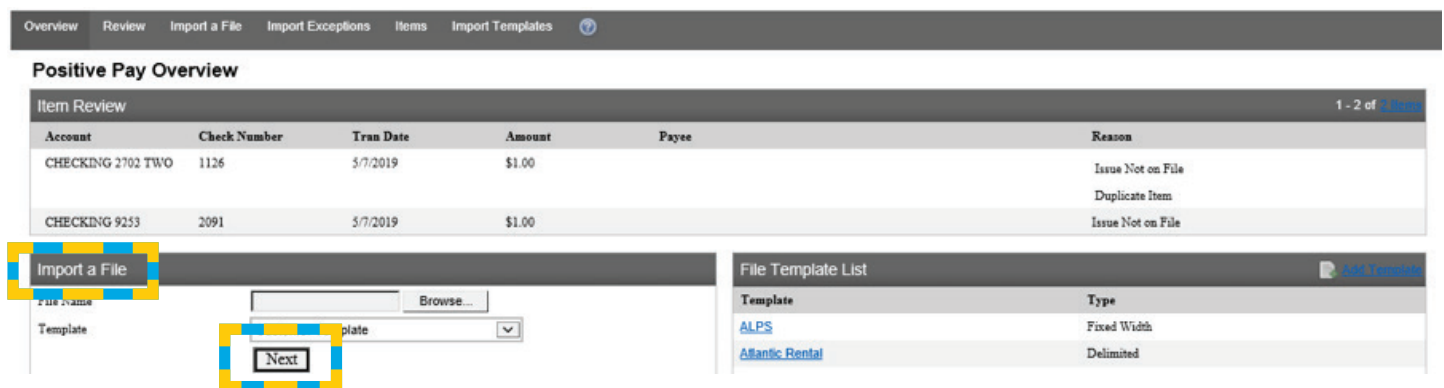 Overview Review Import a File Import Exceptions Items Import Templates ?
Positive Pay Overview
Item Review 1 - 2 of 2 Items
Account Check Number Tran Date Amount Payee Reason
CHECKING 2702 TWO 1126 5/7/2019 $1.00 Issue Not on File
Duplicate Item
CHECKING 9253 2091 5/7/2019 $1.00 Issue Not on File
Import a File
File Name Browse...
Template plate
Next
File Template List Add Template
Template Type
ALPS Fixed Width
Atlantic Rental Delimited